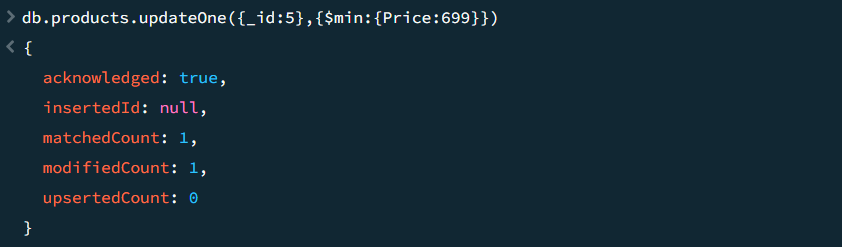 > db.products.updateOne({_id:5},{$min:{Price:699}})
< {
acknowledged: true,
insertedId: null,
matchedCount: 1,
modifiedCount: 1,
upsertedCount: 0
}